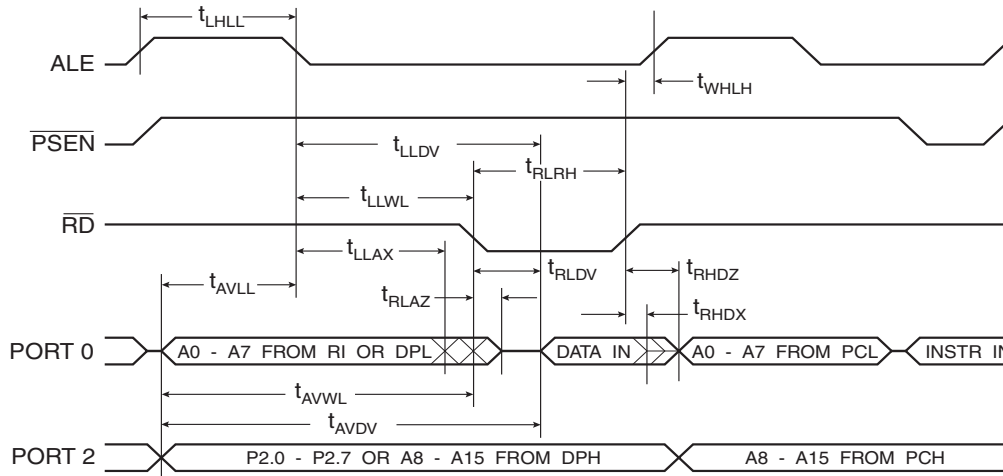 tLHLL
ALE
tWHLH
PSEN
tLLDV
tRLRH
tLLWL
RD
tLLAX
tRLDV
tRHDZ
tAVLL
tRLAZ
tRHDX
PORT 0
A0 - A7 FROM RI OR DPL
DATA IN
A0 - A7 FROM PCL
INSTR IN
tAVWL
tAVDV
PORT 2
P2.0 - P2.7 OR A8 - A15 FROM DPH
A8 - A15 FROM PCH